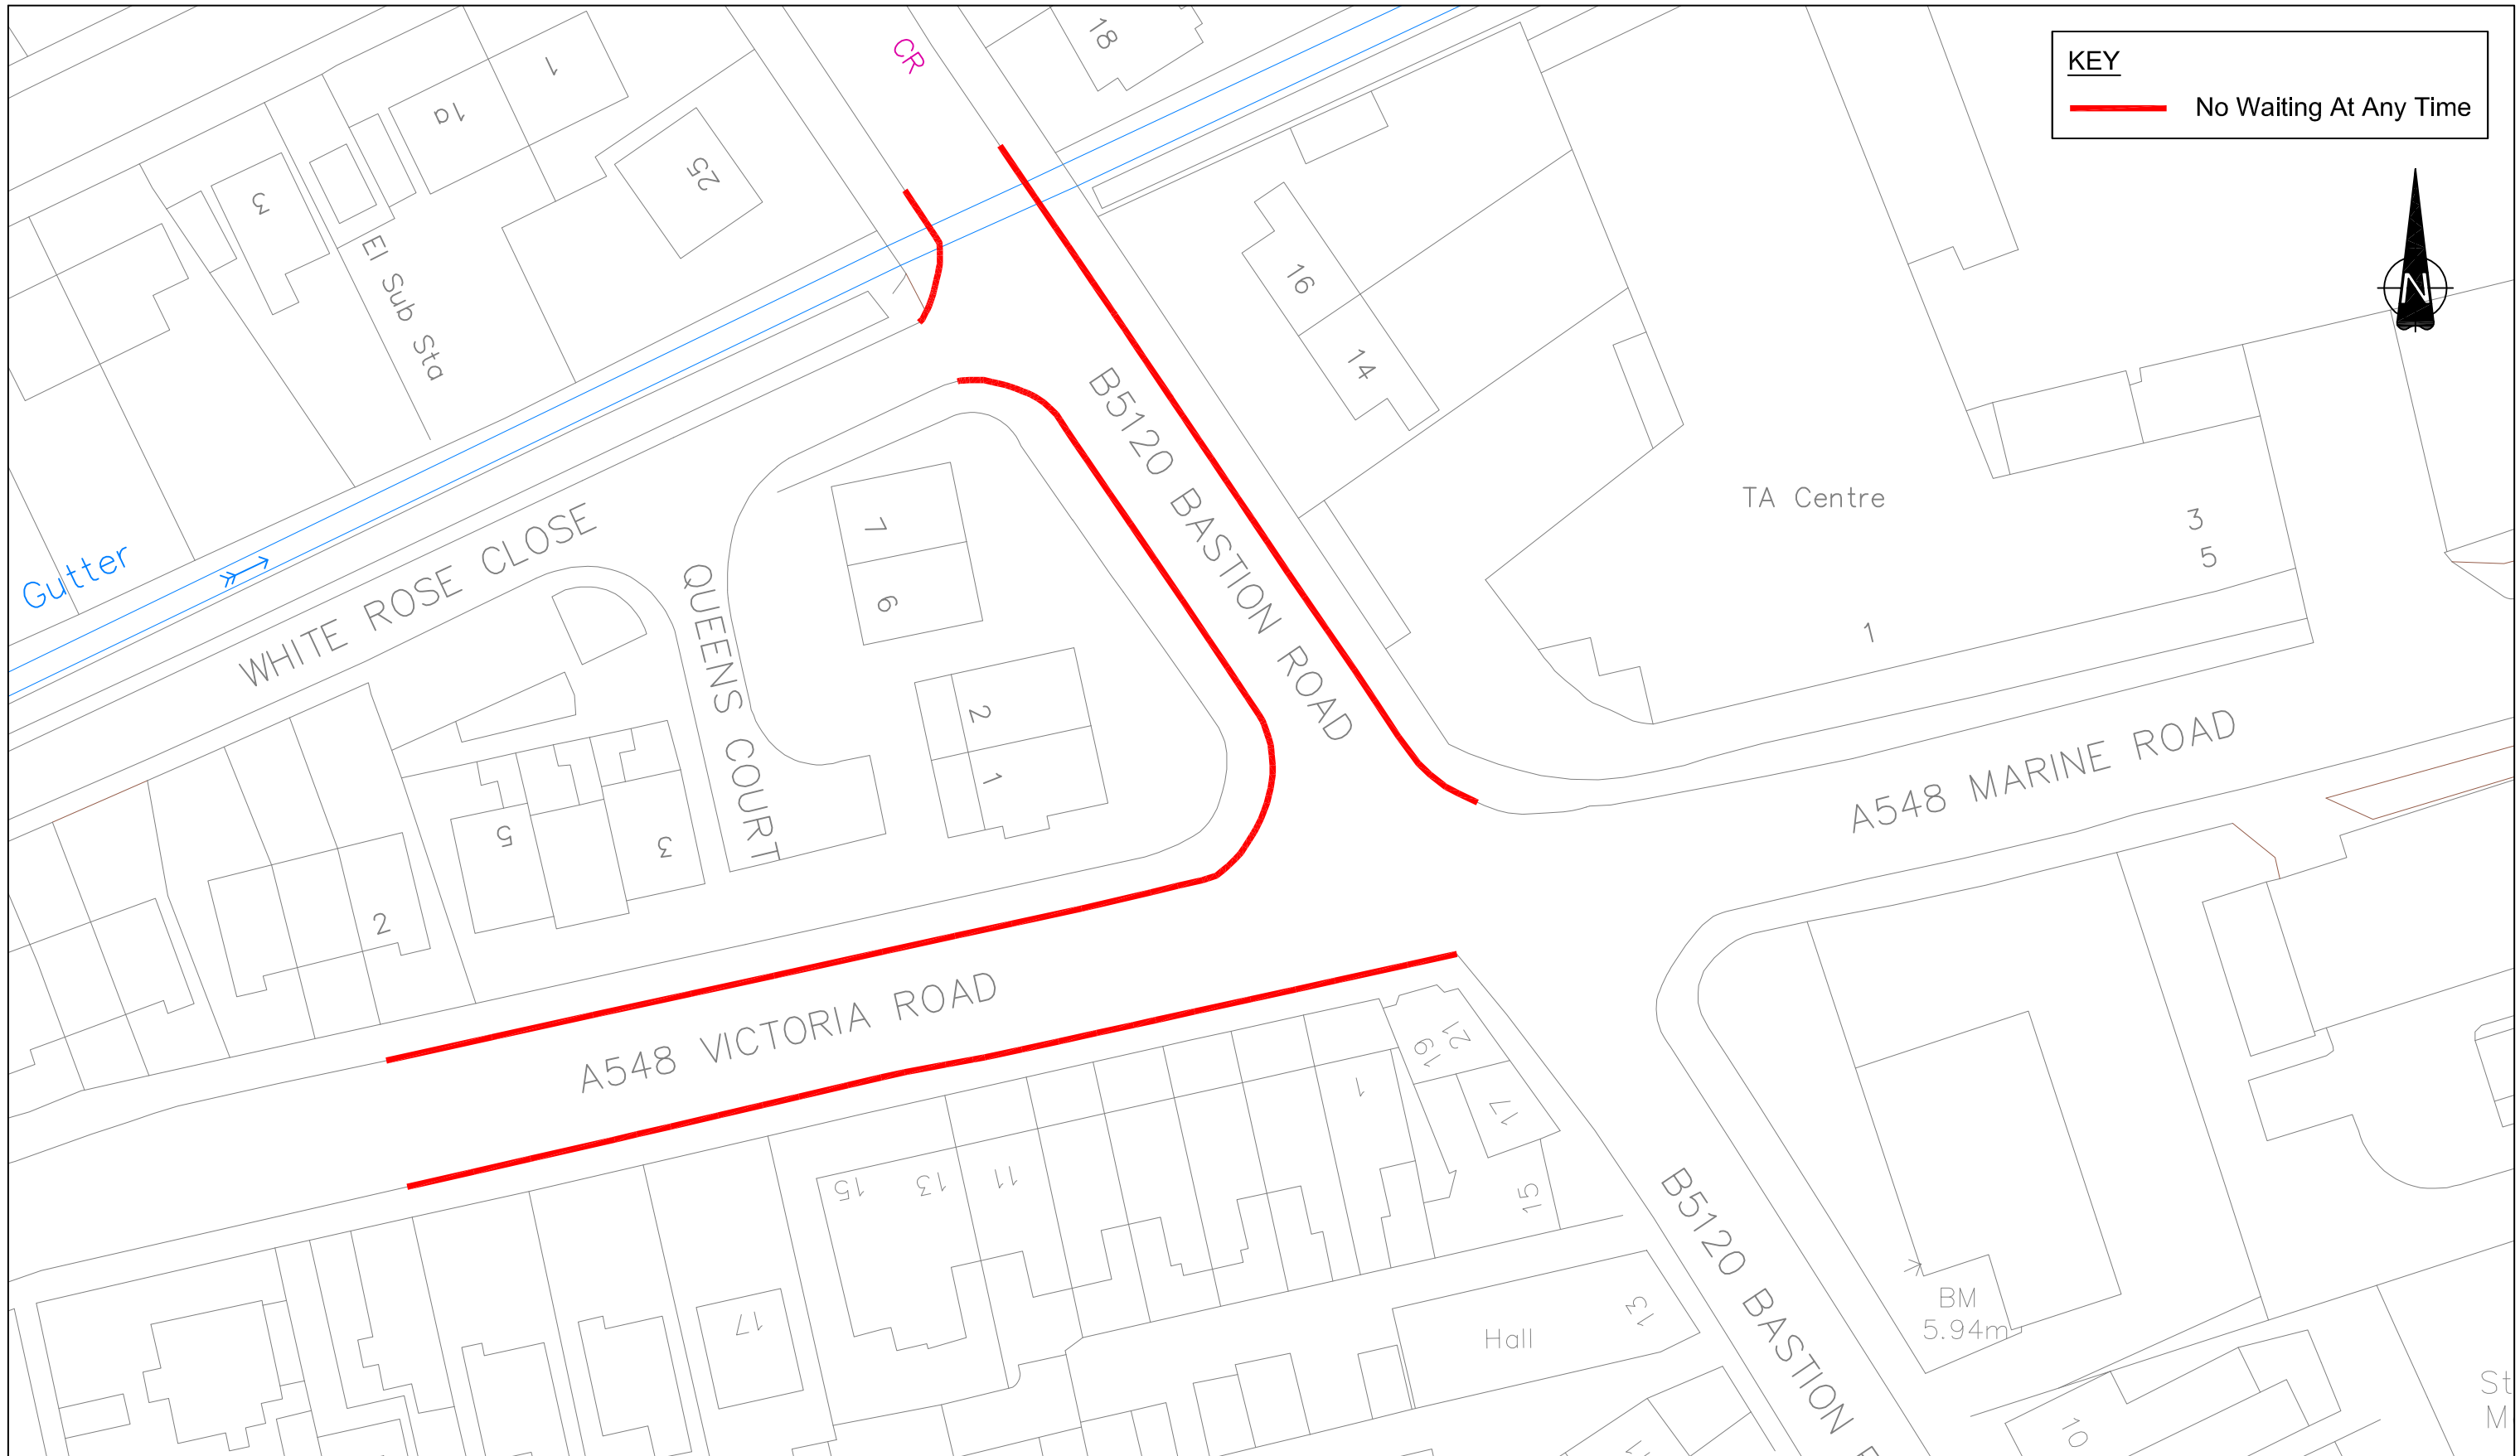 KEY
No Waiting At Any Time
N
CR
18
1
1a
25
3
El Sub Sta
16
14
B5120 BASTION ROAD
TA Centre
3
5
1
Gutter
WHITE ROSE CLOSE
QUEENS COURT
7
6
2
1
5
3
2
A548 MARINE ROAD
A548 VICTORIA ROAD
21
19
17
1
15
15
13
11
17
Hall
13
B5120 BASTION
BM
5.94m
10
St
M